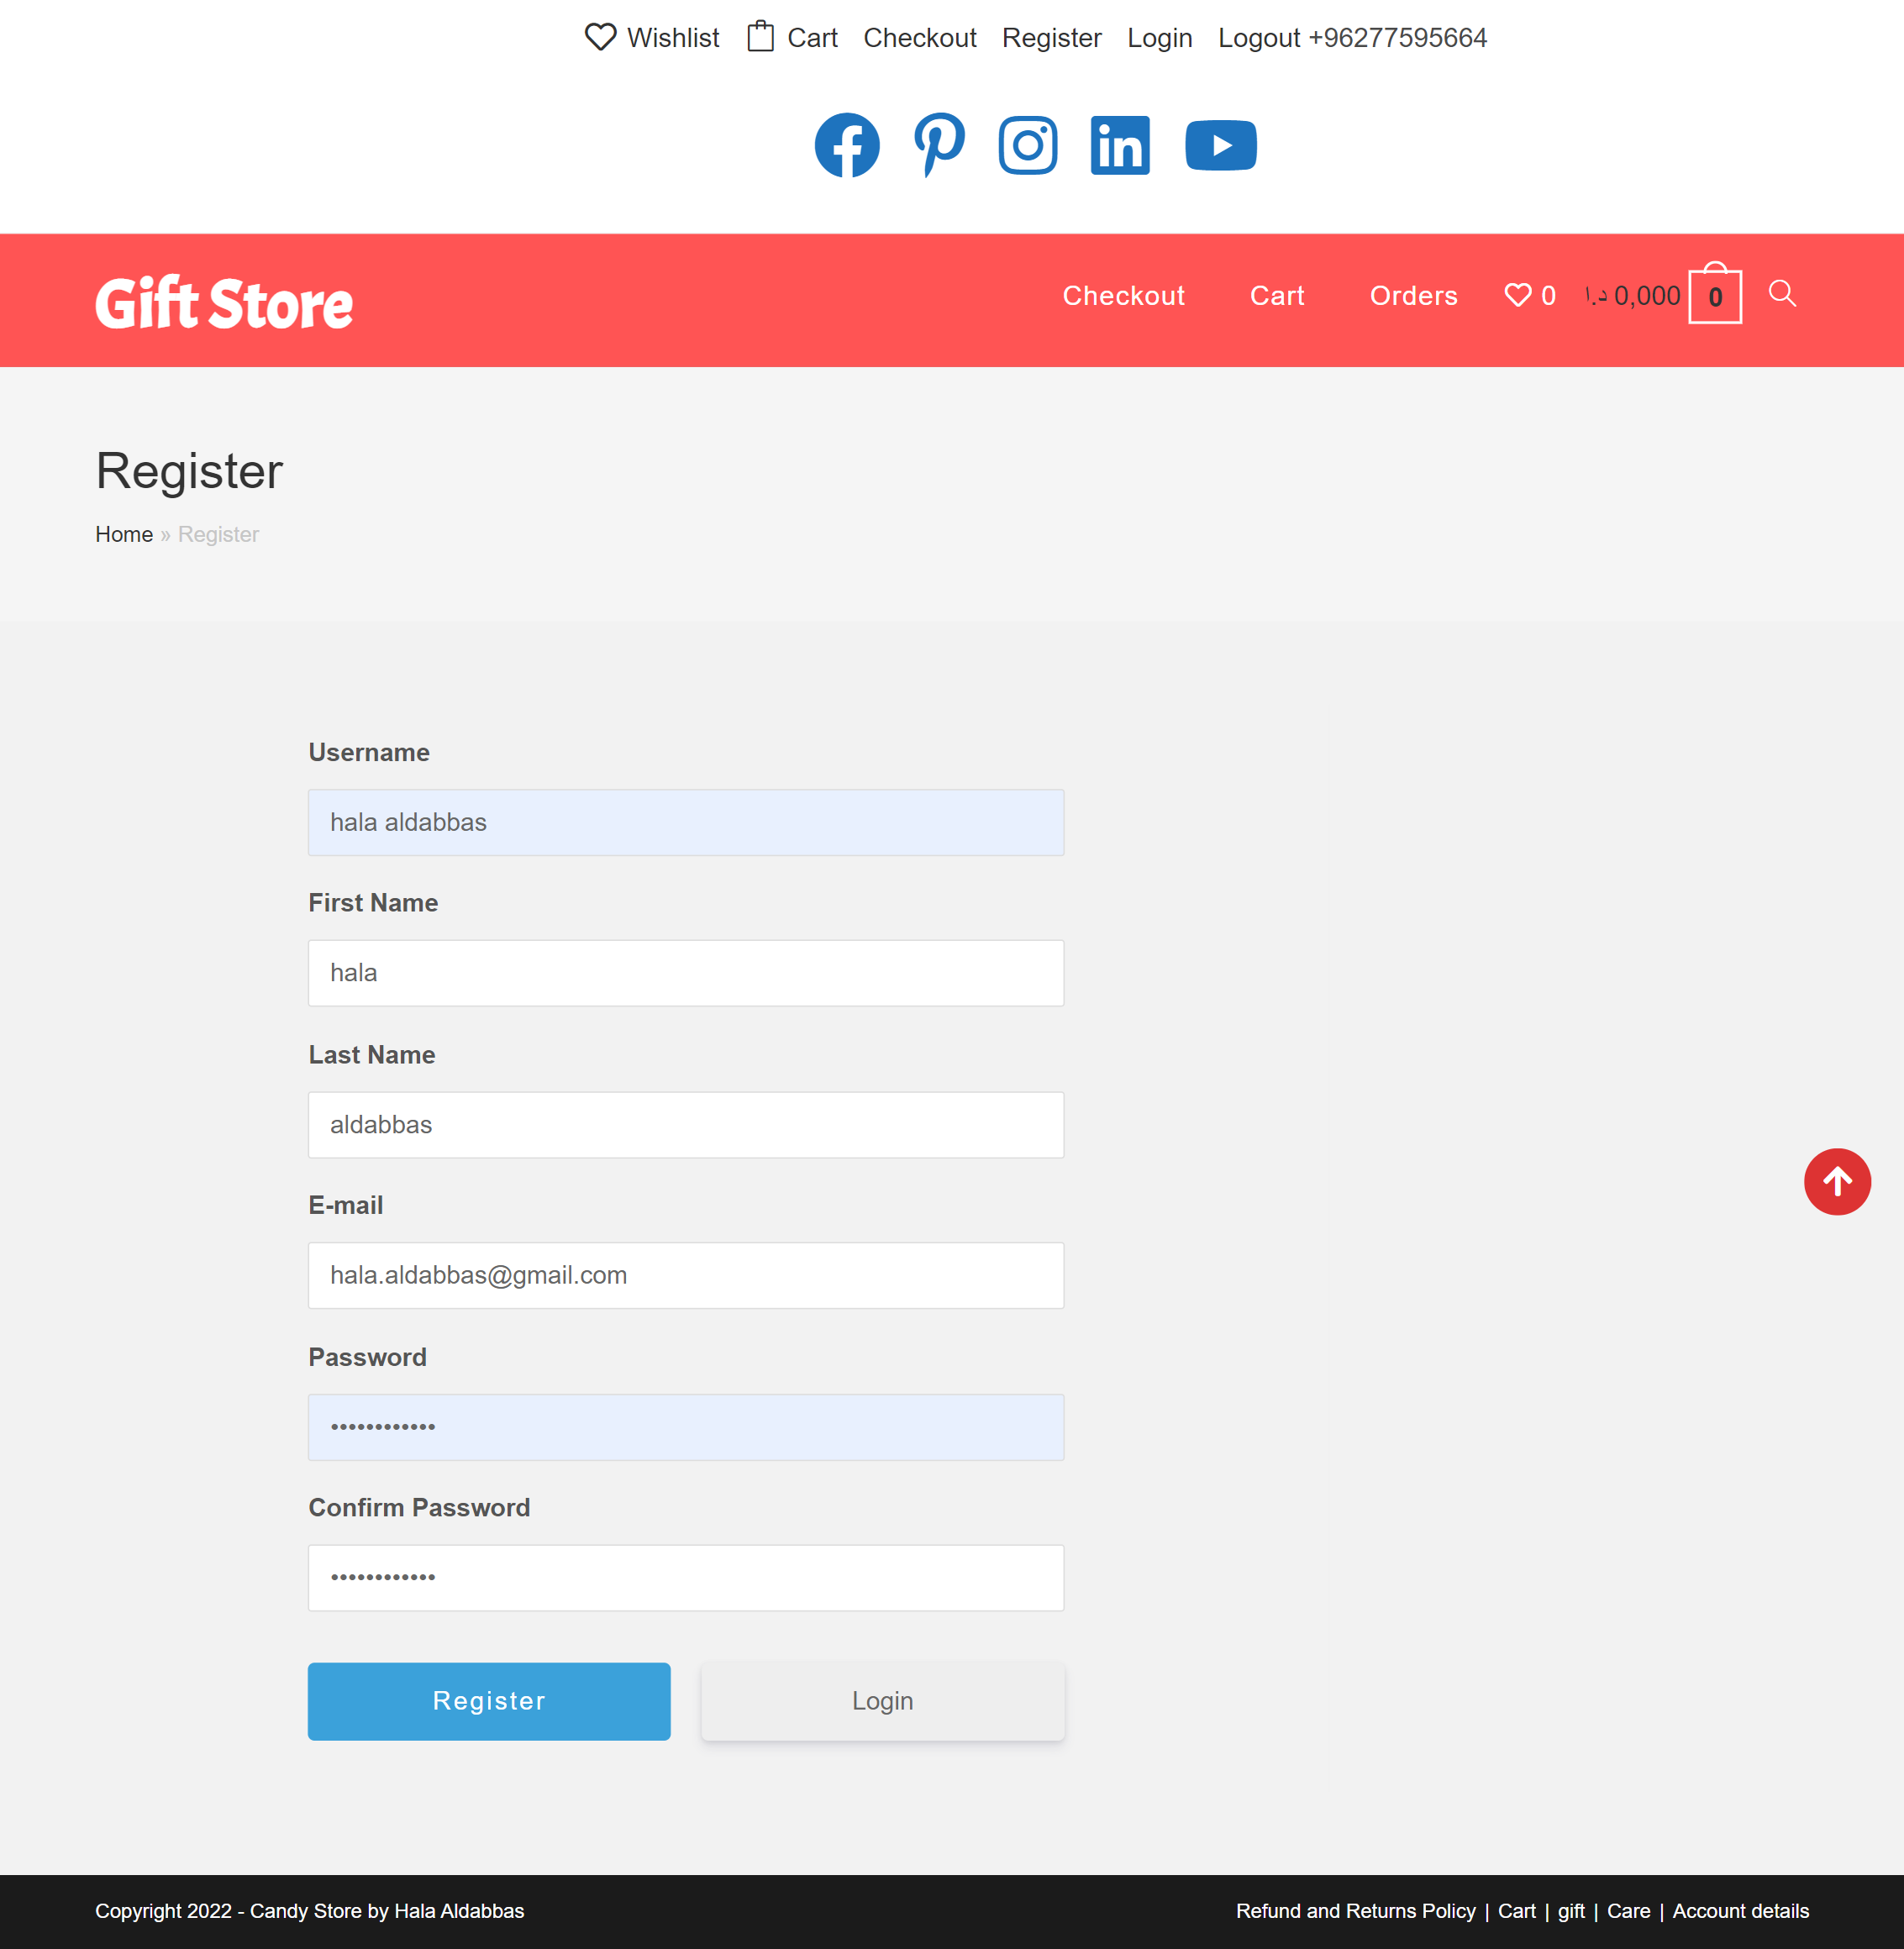 Wishlist Cart Checkout Register Login Logout +96277595664
Gift Store
Checkout Cart Orders 0 د.ا 0,000 0
Register
Home » Register
Username
hala aldabbas
First Name
hala
Last Name
aldabbas
E-mail
hala.aldabbas@gmail.com
Password
••••••••••••
Confirm Password
••••••••••••
Register Login
Copyright 2022 - Candy Store by Hala Aldabbas
Refund and Returns Policy | Cart | gift | Care | Account details